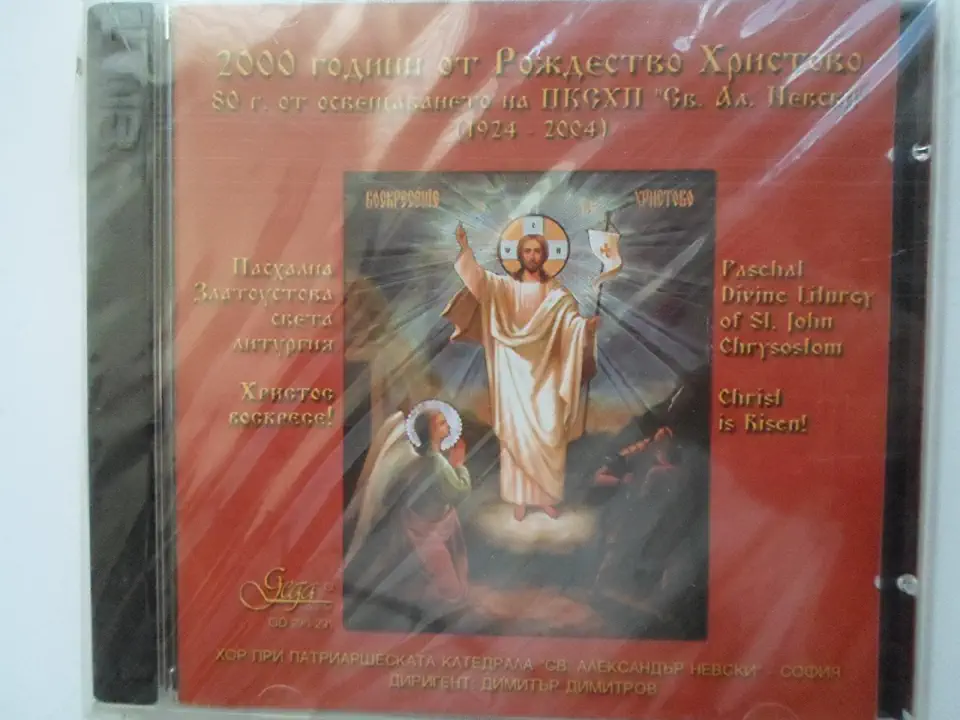 2000 години от Рождество Христово
80 г. от освещаването на ПКСХП "Св. Ал. Невски"
(1924 - 2004)
ВОСКРЕСЕНІЕ ХРИСТОВО
Пасхална
Златоустова
света
литургия
Христос
воскресе!
Paschal
Divine Liturgy
of St. John
Chrysostom
Christ
is Risen!
Gega
ХОР ПРИ ПАТРИАРШЕСКАТА КАТЕДРАЛА "СВ. АЛЕКСАНДЪР НЕВСКИ" - СОФИЯ
ДИРИГЕНТ: ДИМИТЪР ДИМИТРОВ